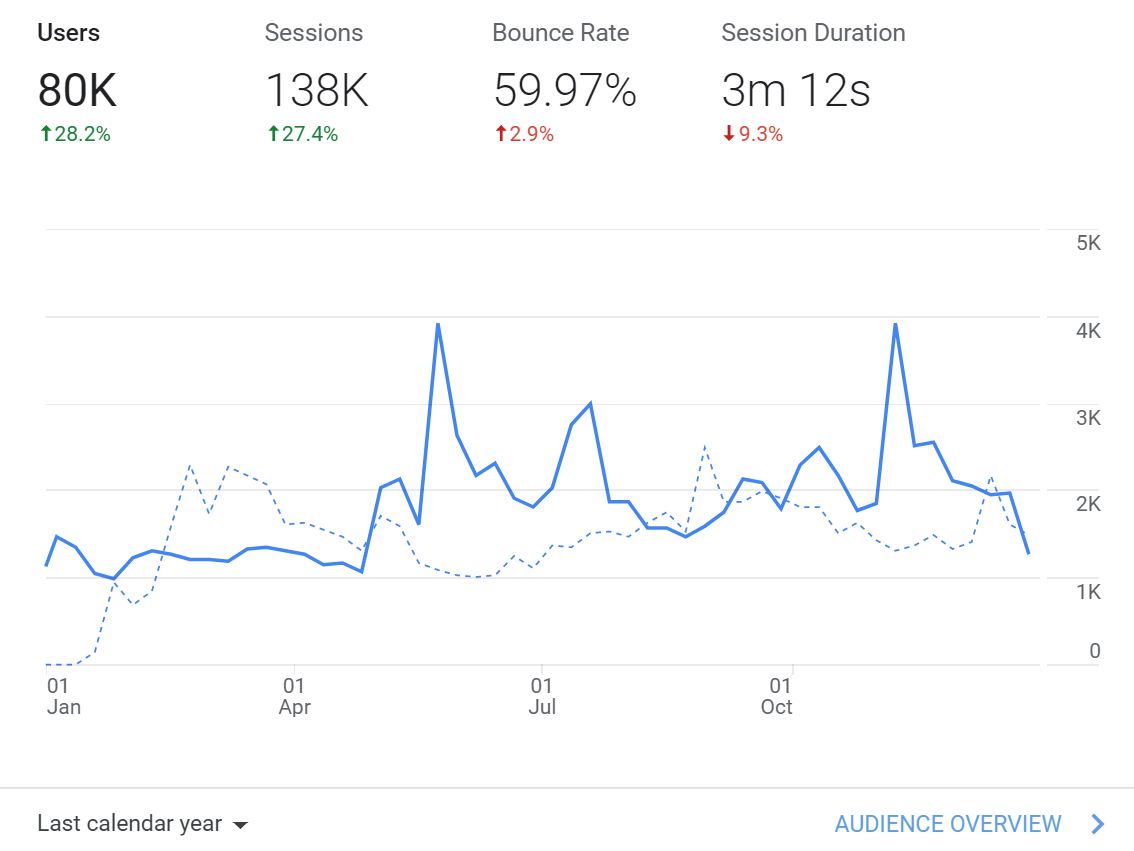 Users Sessions Bounce Rate Session Duration
80K 138K 59.97% 3m 12s
28.2% 27.4% 2.9% 9.3%
5K
4K
3K
2K
1K
0
01 01 01 01
Jan Apr Jul Oct
Last calendar year AUDIENCE OVERVIEW